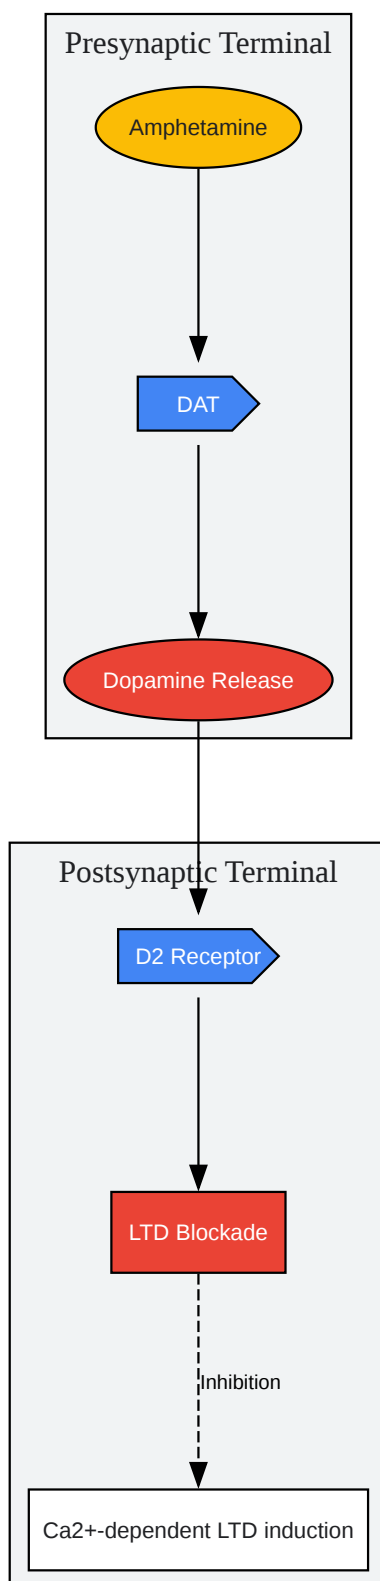 Presynaptic Terminal
Amphetamine
DAT
Dopamine Release
Postsynaptic Terminal
D2 Receptor
LTD Blockade
Inhibition
Ca2+-dependent LTD induction